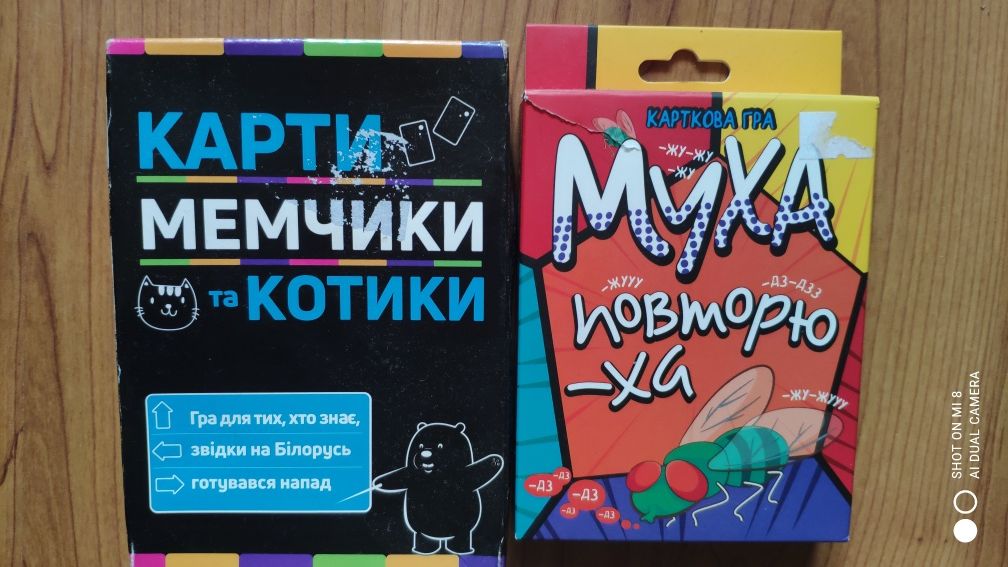 КАРТИ
МЕМЧИКИ
та КОТИКИ
Гра для тих, хто знає,
звідки на Білорусь
готувався напад
КАРТКОВА ГРА
-ЖУ-ЖУ
-ЖУ
МУХА
-ЖУУУ
-ДЗ-ДЗЗ
повторю
-ха
-ЖУ-ЖУУУ
-ДЗ
-ДЗ
-ДЗ
-ДЗ
-ДЗ
SHOT ON MI 8
AI DUAL CAMERA